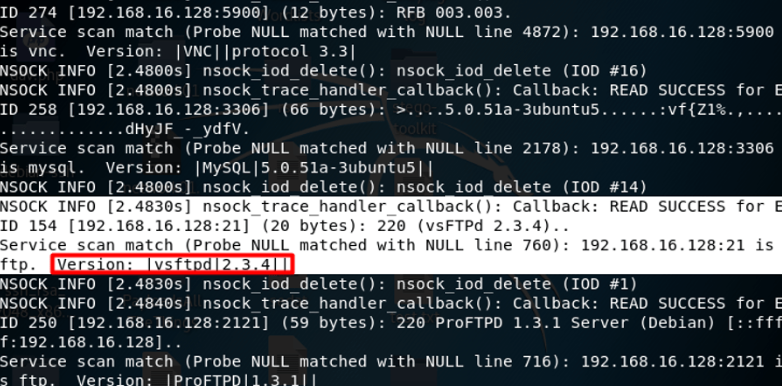 ID 274 [192.168.16.128:5900] (12 bytes): RFB 003.003.
Service scan match (Probe NULL matched with NULL line 4872): 192.168.16.128:5900
is vnc.  Version: |VNC||protocol 3.3|
NSOCK INFO [2.4800s] nsock_iod_delete(): nsock_iod_delete (IOD #16)
NSOCK INFO [2.4800s] nsock_trace_handler_callback(): Callback: READ SUCCESS for E
ID 258 [192.168.16.128:3306] (66 bytes): >....5.0.51a-3ubuntu5......:vf{Z1%.,....
.............dHyJF_-_ydfV.
Service scan match (Probe NULL matched with NULL line 2178): 192.168.16.128:3306
is mysql.  Version: |MySQL|5.0.51a-3ubuntu5||
NSOCK INFO [2.4800s] nsock_iod_delete(): nsock_iod_delete (IOD #14)
NSOCK INFO [2.4830s] nsock_trace_handler_callback(): Callback: READ SUCCESS for E
ID 154 [192.168.16.128:21] (20 bytes): 220 (vsFTPd 2.3.4)..
Service scan match (Probe NULL matched with NULL line 760): 192.168.16.128:21 is
ftp.  Version: |vsftpd|2.3.4||
NSOCK INFO [2.4830s] nsock_iod_delete(): nsock_iod_delete (IOD #1)
NSOCK INFO [2.4840s] nsock_trace_handler_callback(): Callback: READ SUCCESS for E
ID 250 [192.168.16.128:2121] (59 bytes): 220 ProFTPD 1.3.1 Server (Debian) [::fff
f:192.168.16.128]..
Service scan match (Probe NULL matched with NULL line 716): 192.168.16.128:2121 i
s ftp.  Version: |ProFTPD|1.3.1||